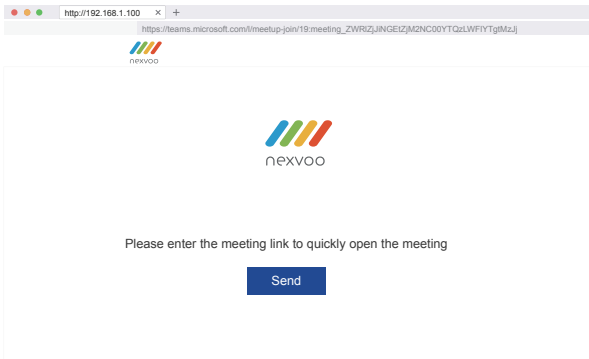 http://192.168.1.100 × +
https://teams.microsoft.com/l/meetup-join/19:meeting_ZWRlZjJiNGEtZjM2NC00YTQzLWFlYTgtMzJj
nexvoo
nexvoo
Please enter the meeting link to quickly open the meeting
Send